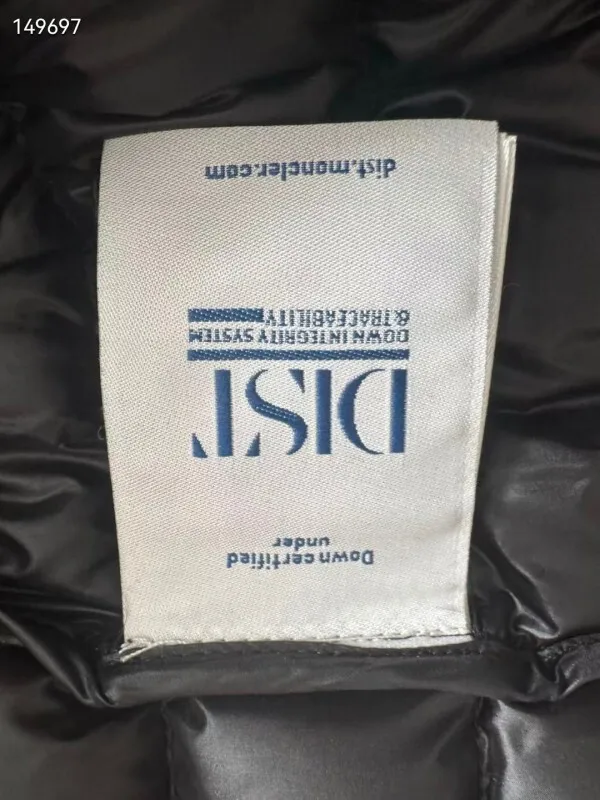 149697
Down certified
under
DIST
DOWN INTEGRITY SYSTEM
& TRACEABILITY
dist.moncler.com